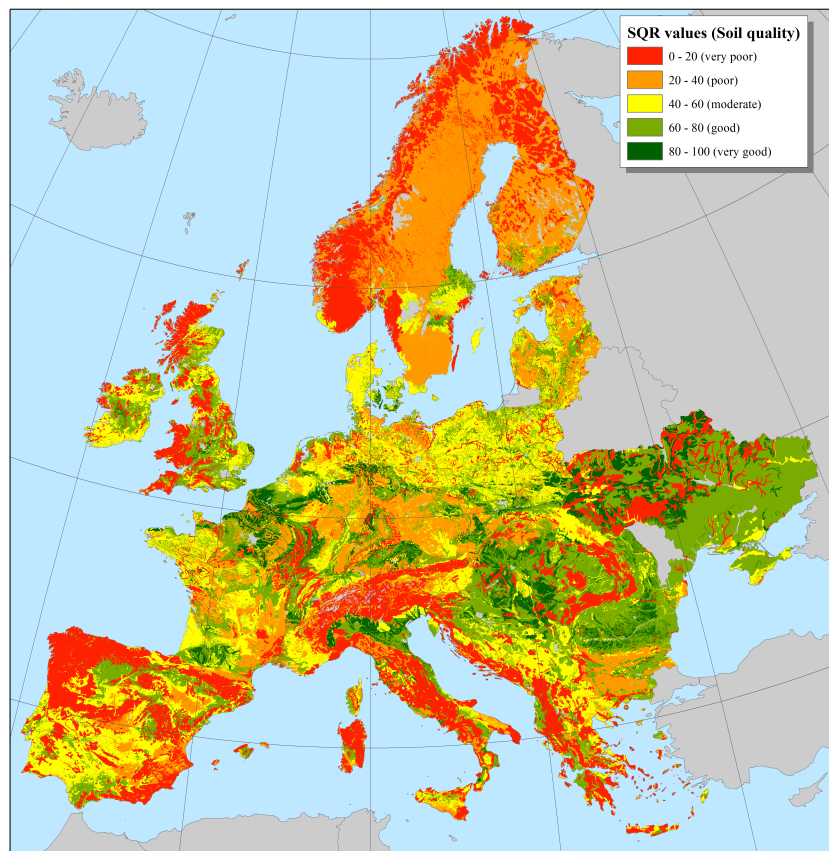 SQR values (Soil quality)
0 - 20 (very poor)
20 - 40 (poor)
40 - 60 (moderate)
60 - 80 (good)
80 - 100 (very good)